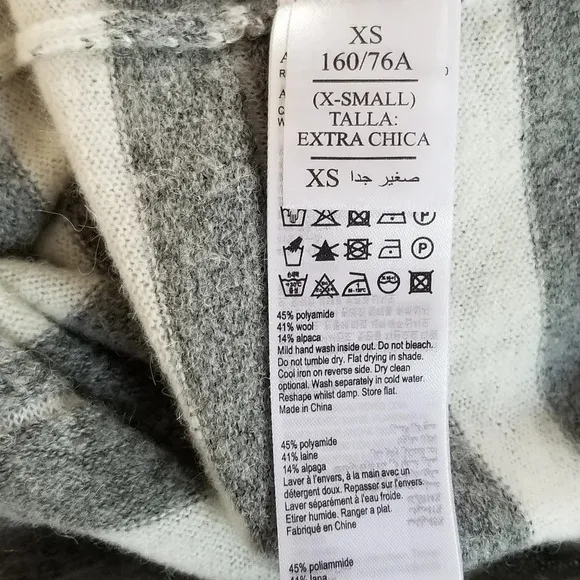 XS
160/76A
(X-SMALL)
TALLA:
EXTRA CHICA
XS صغير جدا
45% polyamide
41% wool
14% alpaca
Mild hand wash inside out. Do not bleach.
Do not tumble dry. Flat drying in shade.
Cool iron on reverse side. Dry clean
optional. Wash separately in cold water.
Reshape whilst damp. Store flat.
Made in China
45% polyamide
41% laine
14% alpaga
Laver à l'envers, à la main avec un
détergent doux. Repasser sur l'envers.
Laver séparément à l'eau froide.
Etirer humide. Ranger a plat.
Fabriqué en Chine
45% poliammide
41% lana